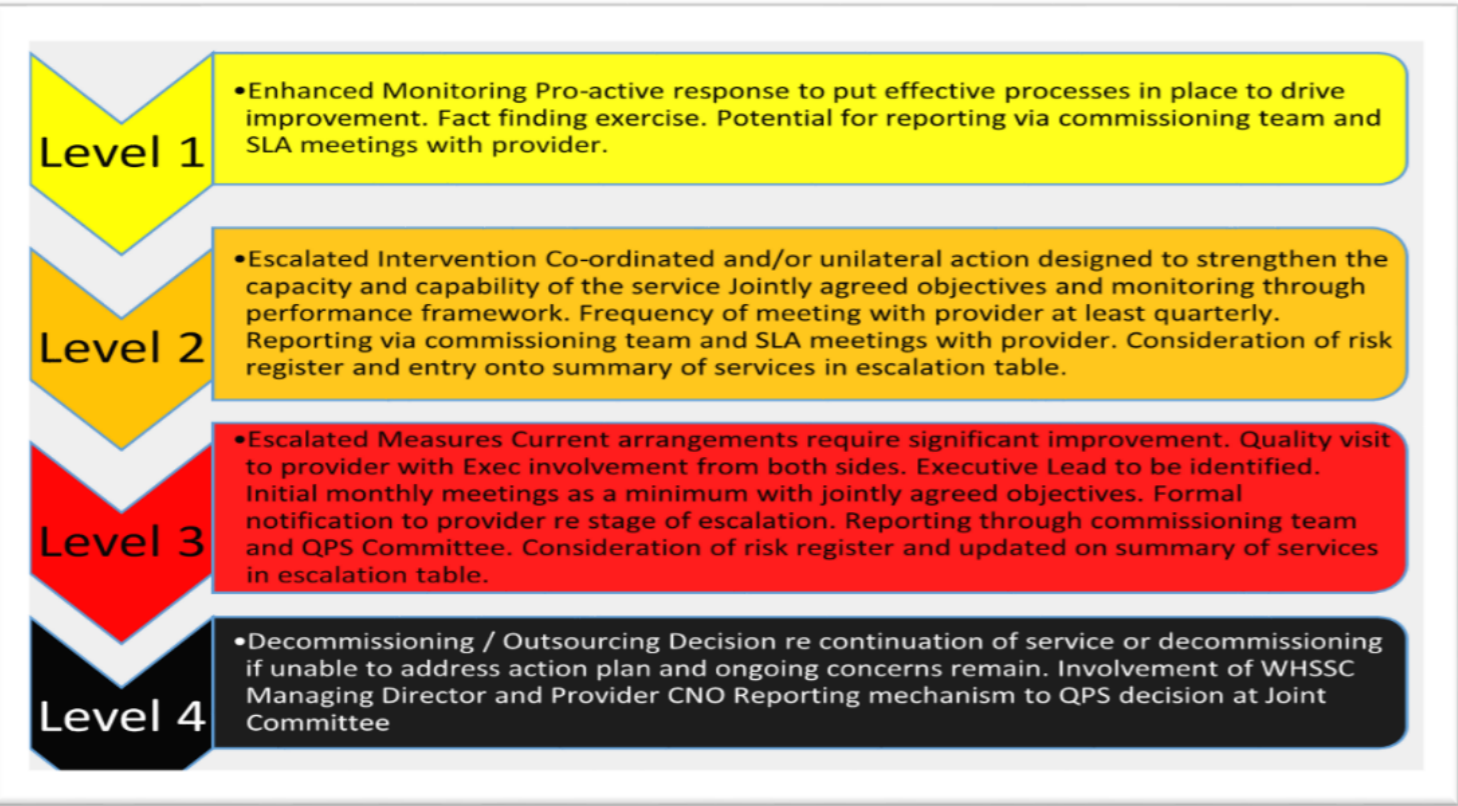 Level 1
•Enhanced Monitoring Pro-active response to put effective processes in place to drive
improvement. Fact finding exercise. Potential for reporting via commissioning team and
SLA meetings with provider.
Level 2
•Escalated Intervention Co-ordinated and/or unilateral action designed to strengthen the
capacity and capability of the service Jointly agreed objectives and monitoring through
performance framework. Frequency of meeting with provider at least quarterly.
Reporting via commissioning team and SLA meetings with provider. Consideration of risk
register and entry onto summary of services in escalation table.
Level 3
•Escalated Measures Current arrangements require significant improvement. Quality visit
to provider with Exec involvement from both sides. Executive Lead to be identified.
Initial monthly meetings as a minimum with jointly agreed objectives. Formal
notification to provider re stage of escalation. Reporting through commissioning team
and QPS Committee. Consideration of risk register and updated on summary of services
in escalation table.
Level 4
•Decommissioning / Outsourcing Decision re continuation of service or decommissioning
if unable to address action plan and ongoing concerns remain. Involvement of WHSSC
Managing Director and Provider CNO Reporting mechanism to QPS decision at Joint
Committee